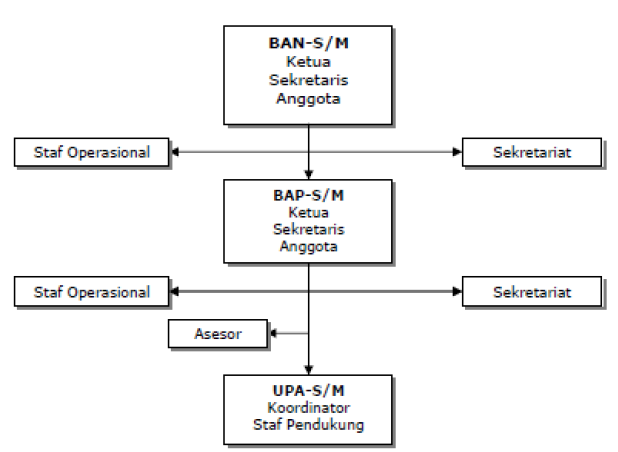 BAN-S/M
Ketua
Sekretaris
Anggota
Staf Operasional
Sekretariat
BAP-S/M
Ketua
Sekretaris
Anggota
Staf Operasional
Sekretariat
Asesor
UPA-S/M
Koordinator
Staf Pendukung